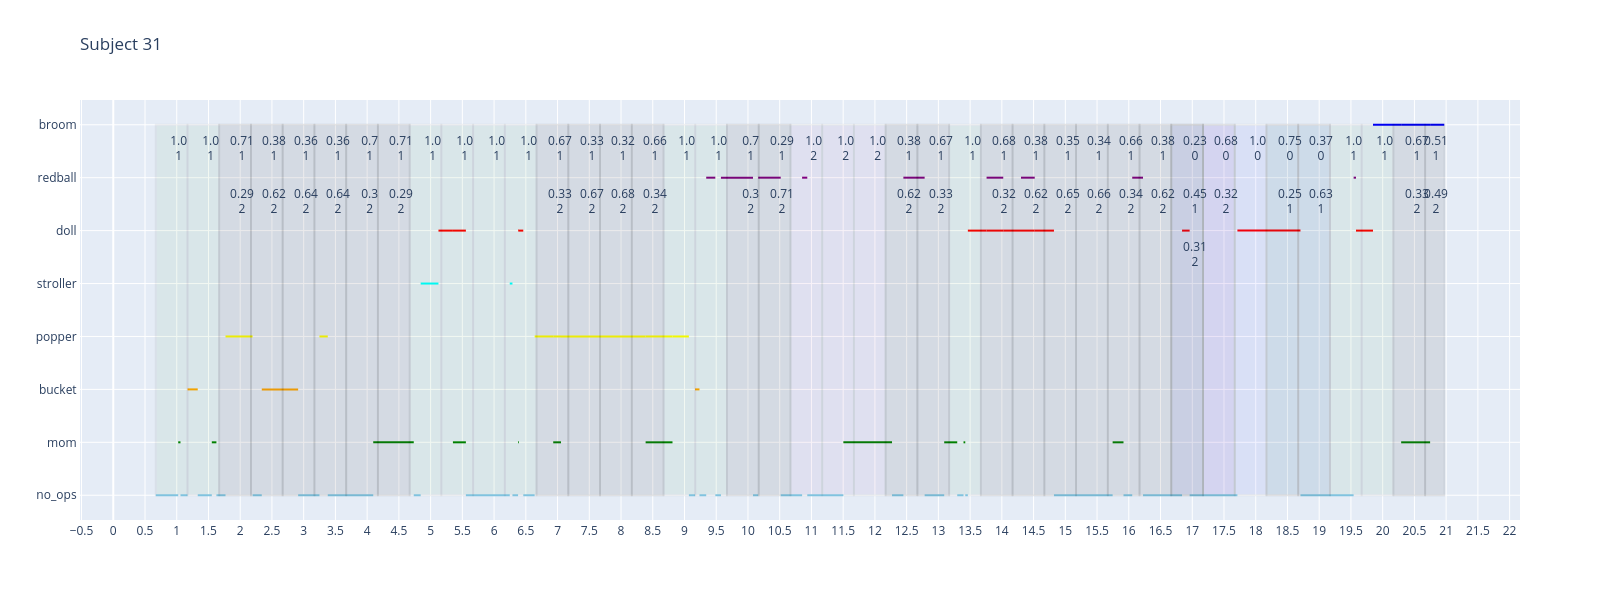 Subject 31
broom
1.0 1.0 0.71 0.38 0.36 0.36 0.7 0.71 1.0 1.0 1.0 1.0 0.67 0.33 0.32 0.66 1.0 1.0 0.7 0.29 1.0 1.0 1.0 0.38 0.67 1.0 0.68 0.38 0.35 0.34 0.66 0.38 0.23 0.68 1.0 0.75 0.37 1.0 1.0 0.67 0.51
1 1 1 1 1 1 1 1 1 1 1 1 1 1 1 1 1 1 1 1 2 2 2 1 1 1 1 1 1 1 1 1 0 0 0 0 0 1 1 1 1
redball
0.29 0.62 0.64 0.64 0.3 0.29 0.33 0.67 0.68 0.34 0.3 0.71 0.62 0.33 0.32 0.62 0.65 0.66 0.34 0.62 0.45 0.32 0.25 0.63 0.33 0.49
2 2 2 2 2 2 2 2 2 2 2 2 2 2 2 2 2 2 2 2 1 2 1 1 2 2
doll
0.31
2
stroller
popper
bucket
mom
no_ops
−0.5 0 0.5 1 1.5 2 2.5 3 3.5 4 4.5 5 5.5 6 6.5 7 7.5 8 8.5 9 9.5 10 10.5 11 11.5 12 12.5 13 13.5 14 14.5 15 15.5 16 16.5 17 17.5 18 18.5 19 19.5 20 20.5 21 21.5 22